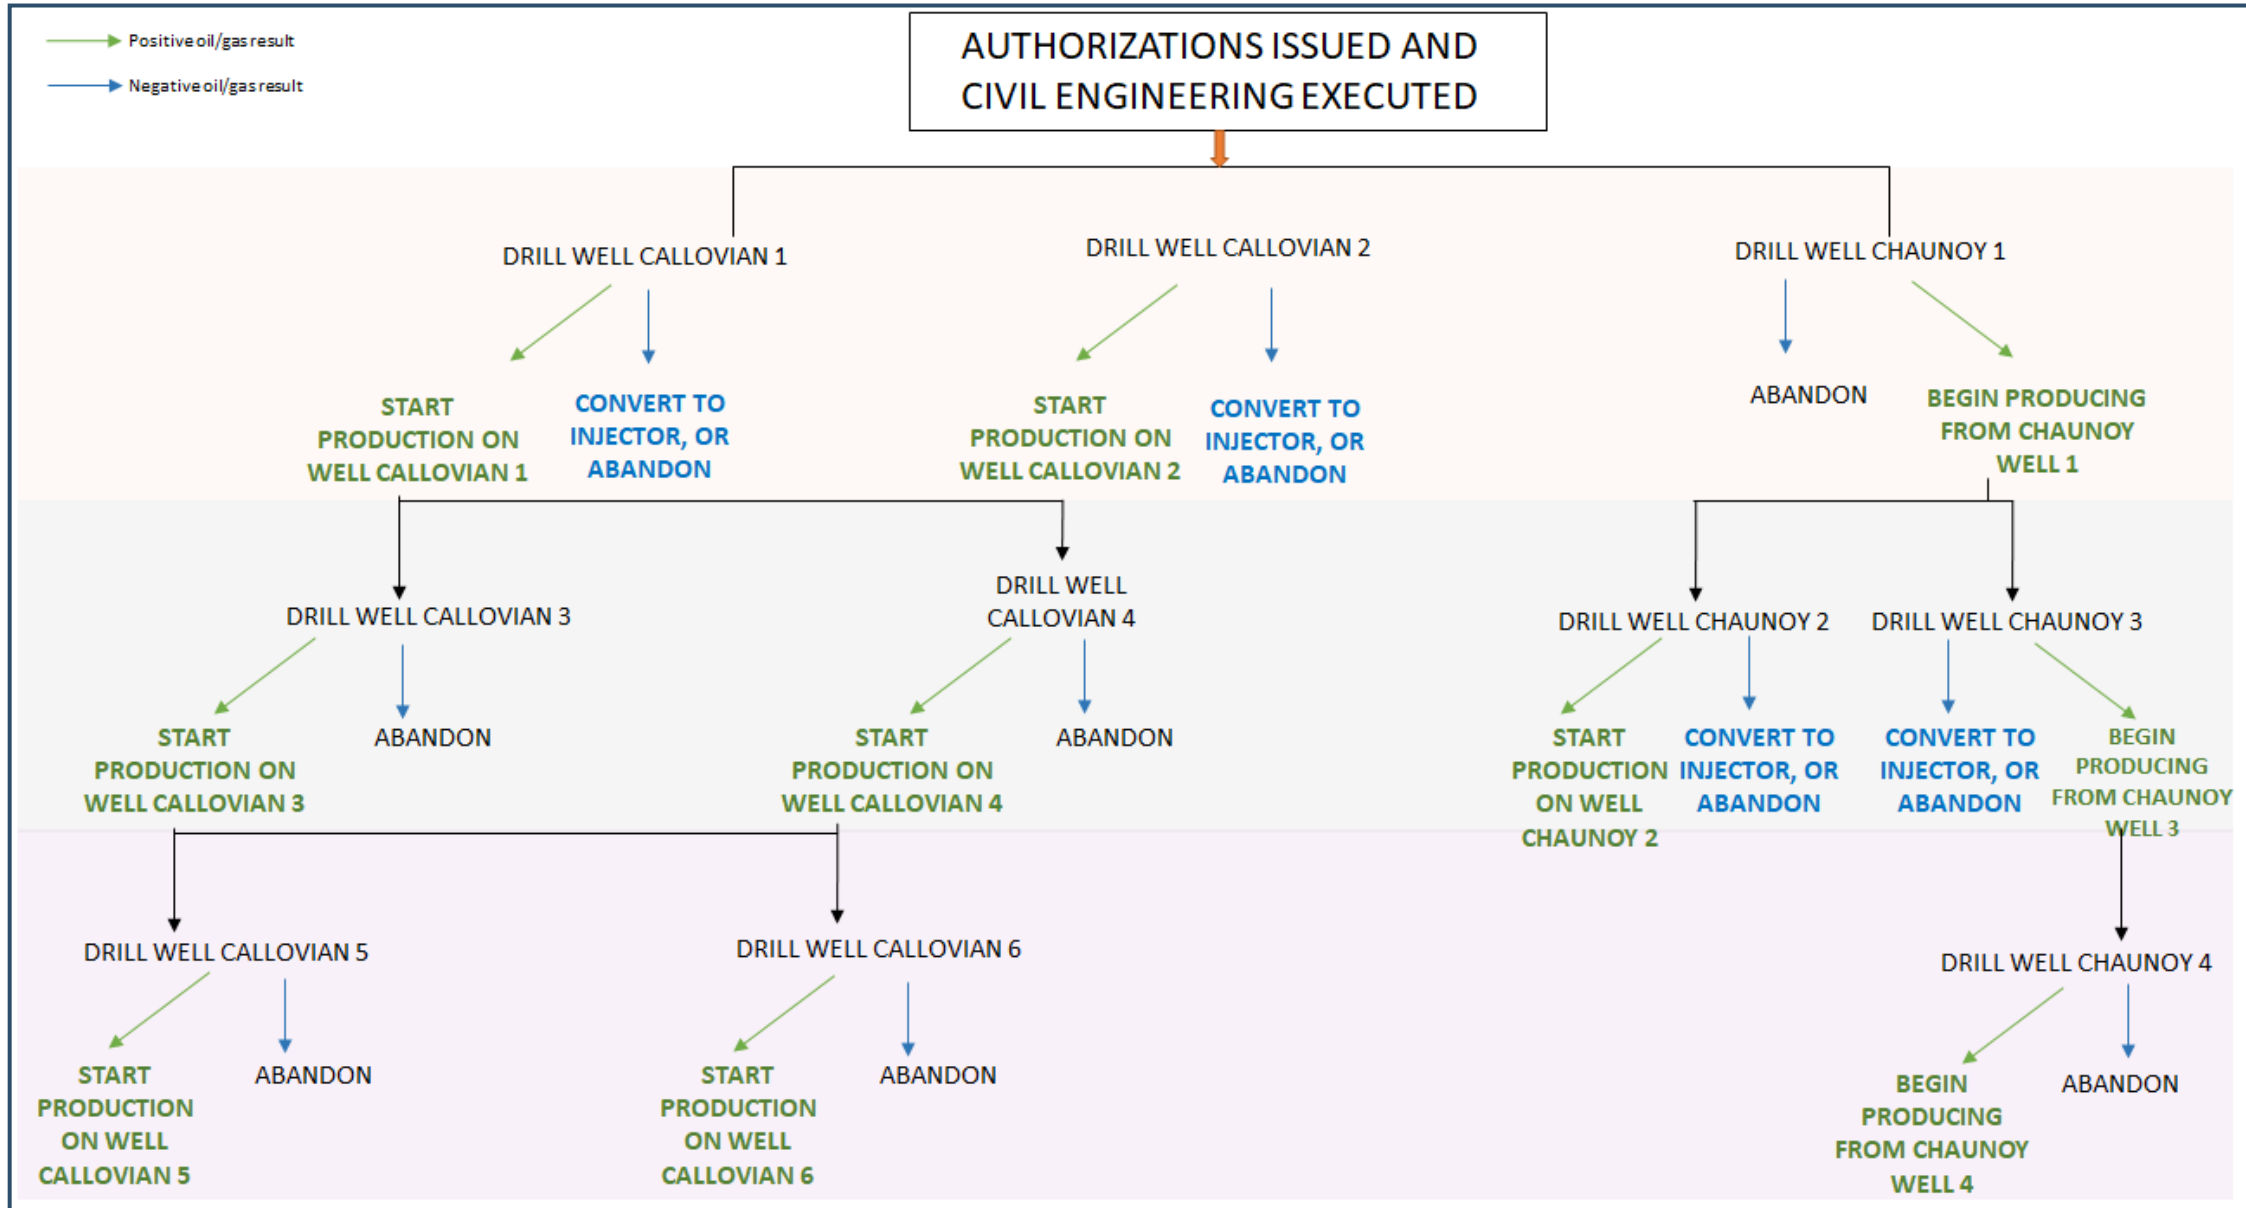 Positive oil/gas result
Negative oil/gas result
AUTHORIZATIONS ISSUED AND
CIVIL ENGINEERING EXECUTED
DRILL WELL CALLOVIAN 1
DRILL WELL CALLOVIAN 2
DRILL WELL CHAUNOY 1
START
PRODUCTION ON
WELL CALLOVIAN 1
CONVERT TO
INJECTOR, OR
ABANDON
START
PRODUCTION ON
WELL CALLOVIAN 2
CONVERT TO
INJECTOR, OR
ABANDON
ABANDON
BEGIN PRODUCING
FROM CHAUNOY
WELL 1
DRILL WELL CALLOVIAN 3
DRILL WELL
CALLOVIAN 4
DRILL WELL CHAUNOY 2
DRILL WELL CHAUNOY 3
START
PRODUCTION ON
WELL CALLOVIAN 3
ABANDON
START
PRODUCTION ON
WELL CALLOVIAN 4
ABANDON
START
PRODUCTION
ON WELL
CHAUNOY 2
CONVERT TO
INJECTOR, OR
ABANDON
CONVERT TO
INJECTOR, OR
ABANDON
BEGIN
PRODUCING
FROM CHAUNOY
WELL 3
DRILL WELL CALLOVIAN 5
DRILL WELL CALLOVIAN 6
DRILL WELL CHAUNOY 4
START
PRODUCTION
ON WELL
CALLOVIAN 5
ABANDON
START
PRODUCTION
ON WELL
CALLOVIAN 6
ABANDON
BEGIN
PRODUCING
FROM CHAUNOY
WELL 4
ABANDON